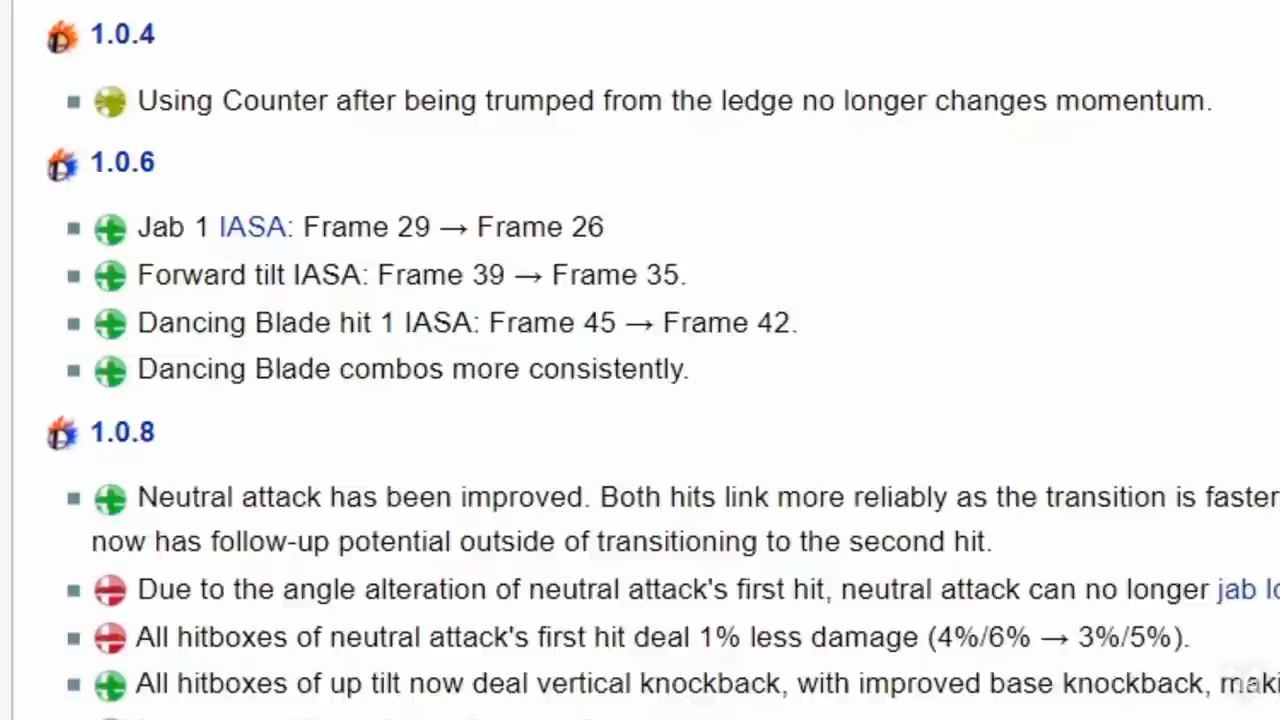 1.0.4
Using Counter after being trumped from the ledge no longer changes momentum.
1.0.6
Jab 1 IASA: Frame 29 → Frame 26
Forward tilt IASA: Frame 39 → Frame 35.
Dancing Blade hit 1 IASA: Frame 45 → Frame 42.
Dancing Blade combos more consistently.
1.0.8
Neutral attack has been improved. Both hits link more reliably as the transition is faster
now has follow-up potential outside of transitioning to the second hit.
Due to the angle alteration of neutral attack's first hit, neutral attack can no longer jab
All hitboxes of neutral attack's first hit deal 1% less damage (4%/6% → 3%/5%).
All hitboxes of up tilt now deal vertical knockback, with improved base knockback,